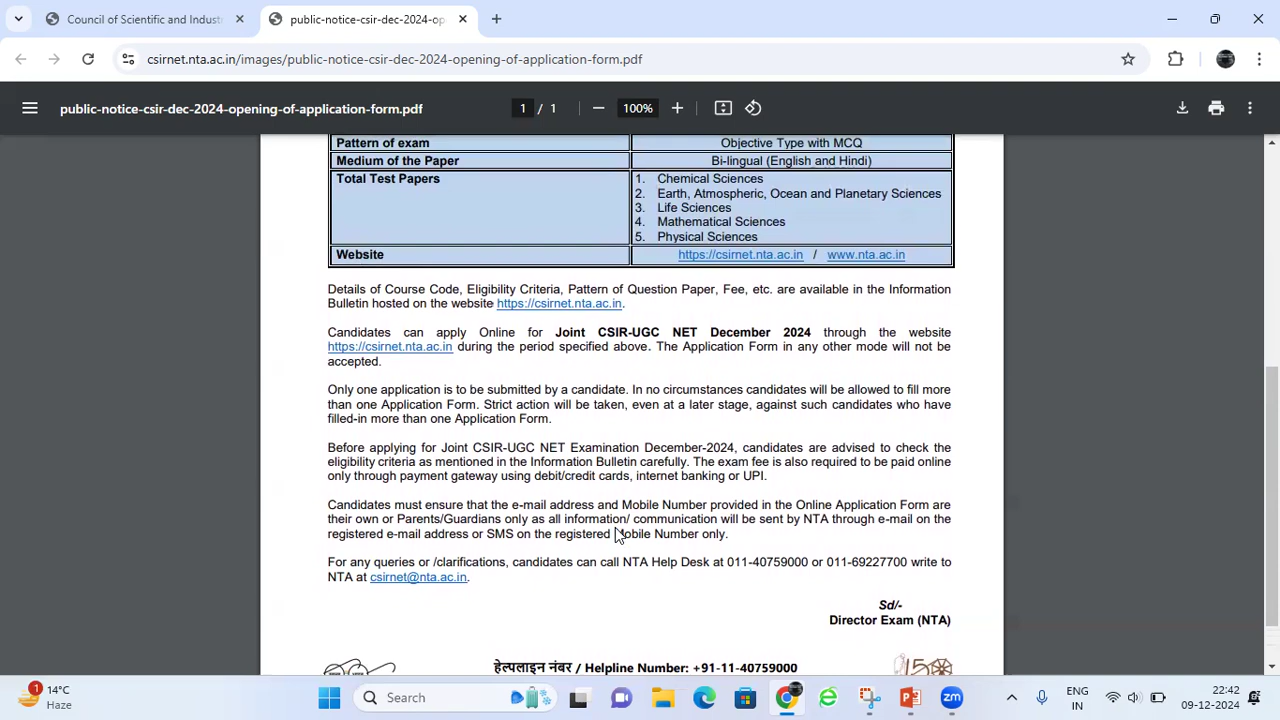 Council of Scientific and Industr
public-notice-csir-dec-2024-op
csirnet.nta.ac.in/images/public-notice-csir-dec-2024-opening-of-application-form.pdf
public-notice-csir-dec-2024-opening-of-application-form.pdf
1 / 1
100%
Pattern of exam Objective Type with MCQ
Medium of the Paper Bi-lingual (English and Hindi)
Total Test Papers 1. Chemical Sciences
2. Earth, Atmospheric, Ocean and Planetary Sciences
3. Life Sciences
4. Mathematical Sciences
5. Physical Sciences
Website https://csirnet.nta.ac.in / www.nta.ac.in
Details of Course Code, Eligibility Criteria, Pattern of Question Paper, Fee, etc. are available in the Information
Bulletin hosted on the website https://csirnet.nta.ac.in.
Candidates can apply Online for Joint CSIR-UGC NET December 2024 through the website
https://csirnet.nta.ac.in during the period specified above. The Application Form in any other mode will not be
accepted.
Only one application is to be submitted by a candidate. In no circumstances candidates will be allowed to fill more
than one Application Form. Strict action will be taken, even at a later stage, against such candidates who have
filled-in more than one Application Form.
Before applying for Joint CSIR-UGC NET Examination December-2024, candidates are advised to check the
eligibility criteria as mentioned in the Information Bulletin carefully. The exam fee is also required to be paid online
only through payment gateway using debit/credit cards, internet banking or UPI.
Candidates must ensure that the e-mail address and Mobile Number provided in the Online Application Form are
their own or Parents/Guardians only as all information/ communication will be sent by NTA through e-mail on the
registered e-mail address or SMS on the registered Mobile Number only.
For any queries or /clarifications, candidates can call NTA Help Desk at 011-40759000 or 011-69227700 write to
NTA at csirnet@nta.ac.in.
Sd/-
Director Exam (NTA)
हेल्पलाइन नंबर / Helpline Number: +91-11-40759000
150
1
14°C
Haze
Search
ENG
IN
22:42
09-12-2024